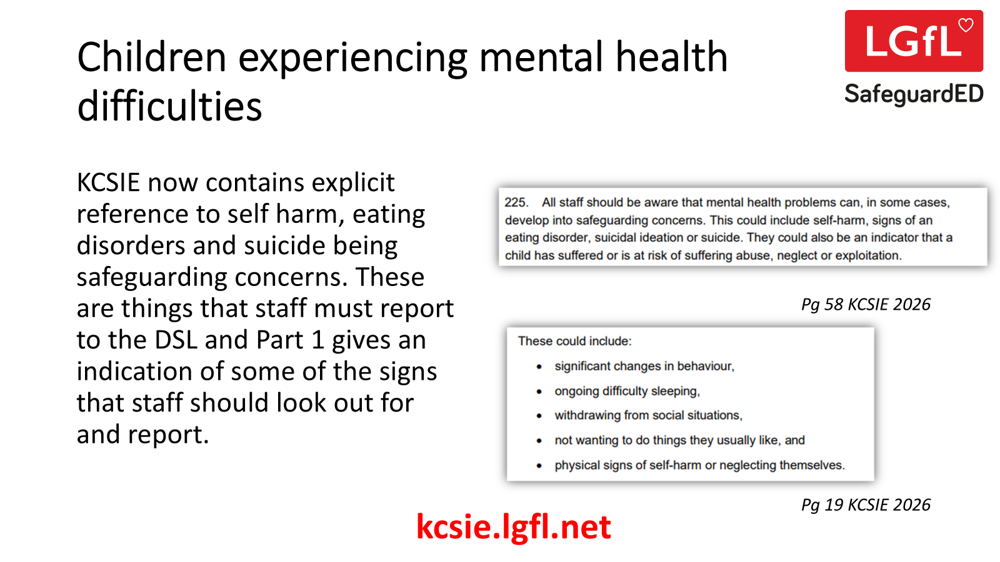 Children experiencing mental health
difficulties
LGfL
SafeguardED
KCSIE now contains explicit
reference to self harm, eating
disorders and suicide being
safeguarding concerns. These
are things that staff must report
to the DSL and Part 1 gives an
indication of some of the signs
that staff should look out for
and report.
225. All staff should be aware that mental health problems can, in some cases,
develop into safeguarding concerns. This could include self-harm, signs of an
eating disorder, suicidal ideation or suicide. They could also be an indicator that a
child has suffered or is at risk of suffering abuse, neglect or exploitation.
Pg 58 KCSIE 2026
These could include:
• significant changes in behaviour,
• ongoing difficulty sleeping,
• withdrawing from social situations,
• not wanting to do things they usually like, and
• physical signs of self-harm or neglecting themselves.
Pg 19 KCSIE 2026
kcsie.lgfl.net